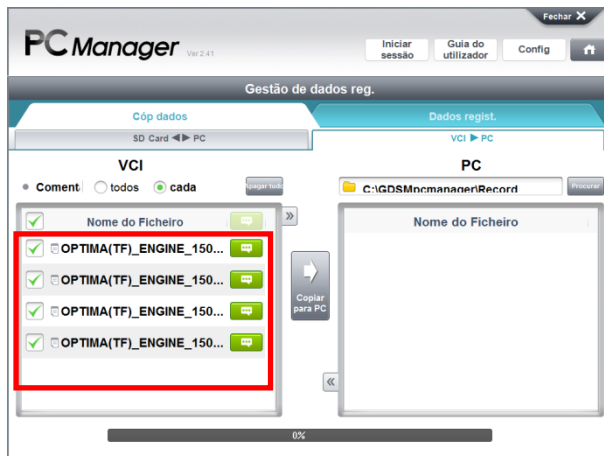 Fechar X
PC Manager Ver 2.41
Iniciar sessão
Guia do utilizador
Config
Gestão de dados reg.
Cóp dados
Dados regist.
SD Card ◀▶ PC
VCI ▶ PC
VCI
PC
Coment
todos
cada
Apagar tudo
C:\GDSMpcmanager\Record
Procurar
Nome do Ficheiro
Nome do Ficheiro
OPTIMA(TF)_ENGINE_150...
OPTIMA(TF)_ENGINE_150...
OPTIMA(TF)_ENGINE_150...
OPTIMA(TF)_ENGINE_150...
Copiar para PC
0%